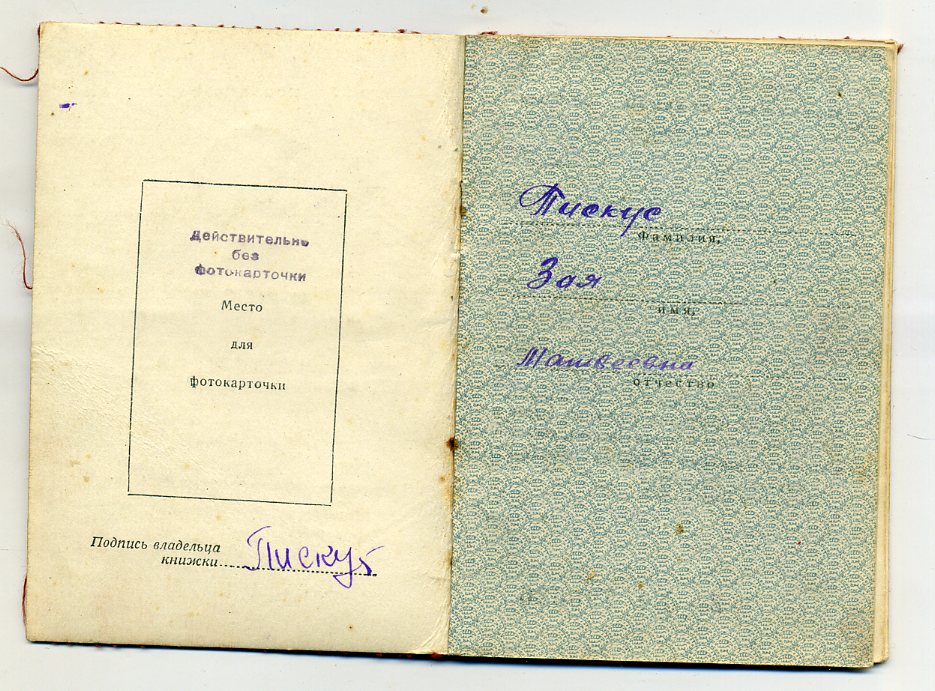 Действительно
без
фотокарточки
Место
для
фотокарточки
Подпись владельца
книжки
Пискус
Пискус
Фамилия,
Зоя
имя,
Матвеевна
отчество